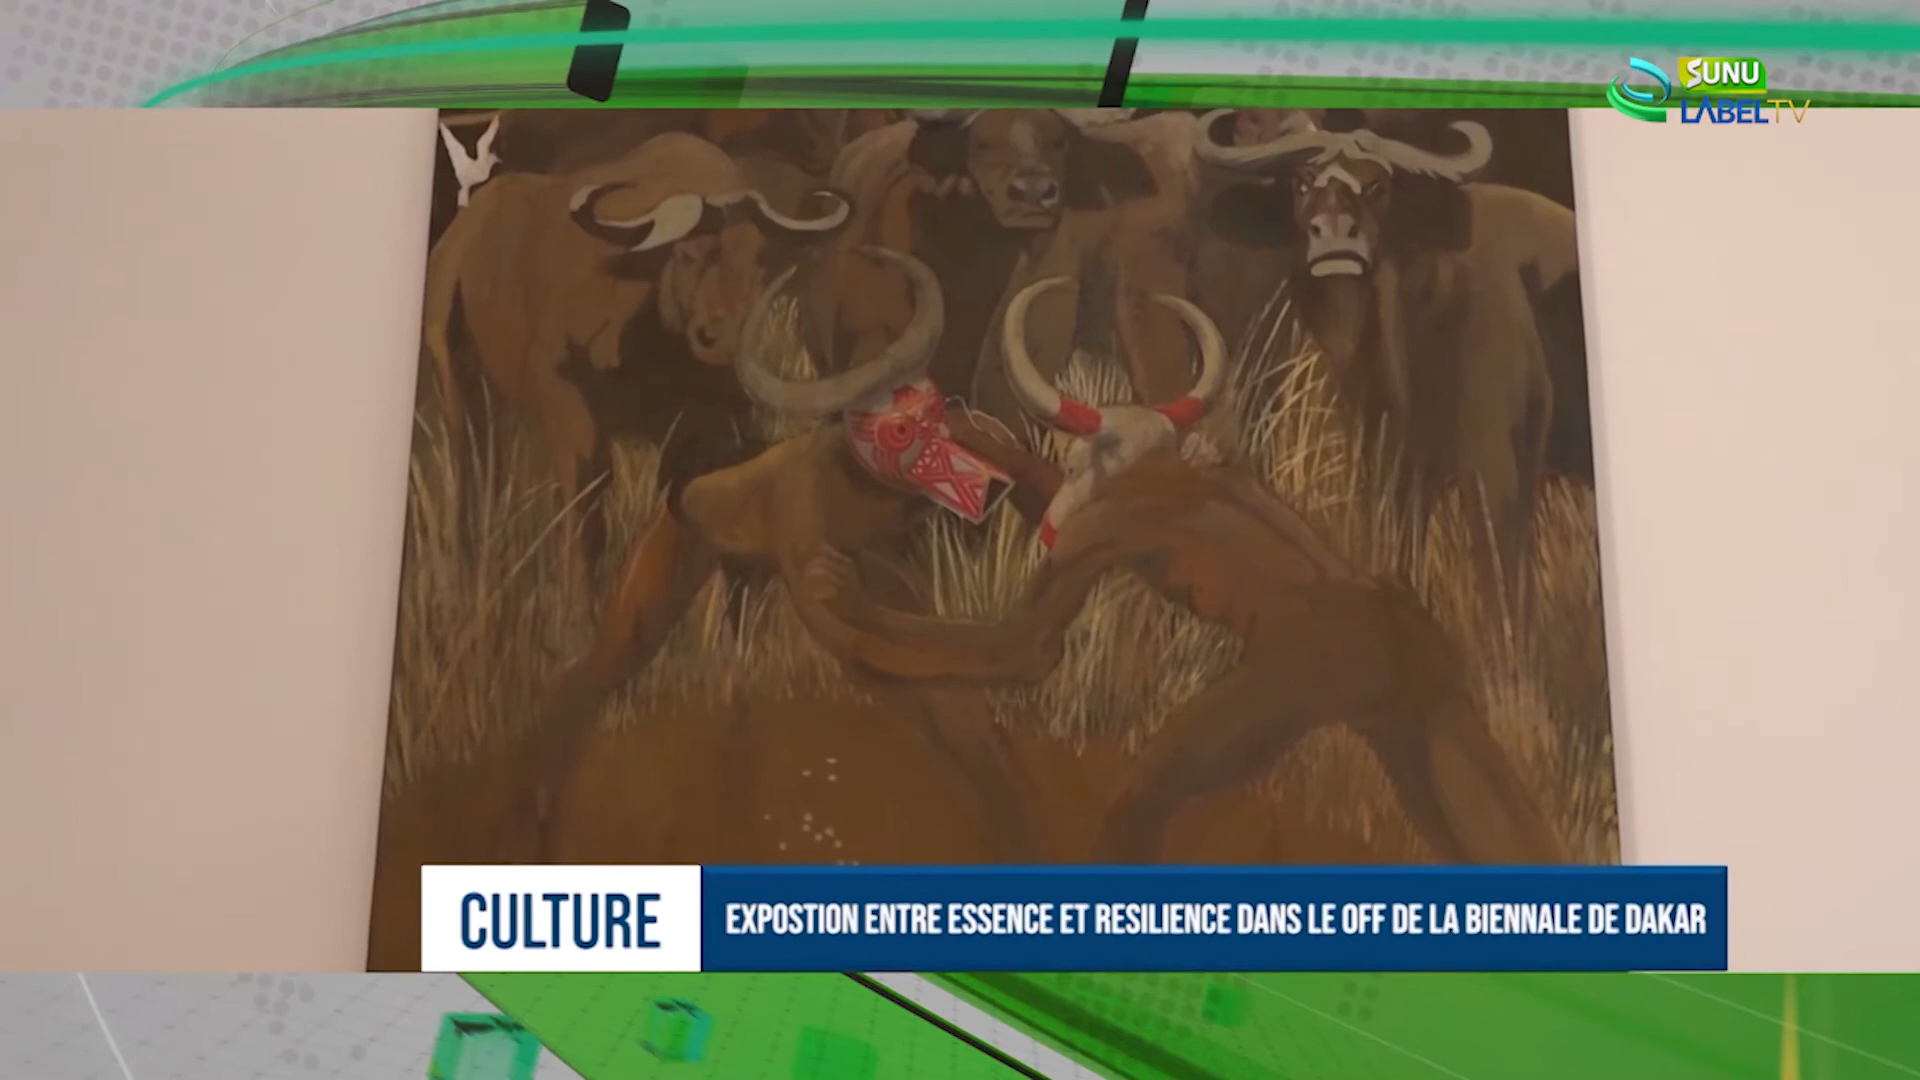 SUNU
LABELTV
CULTURE
EXPOSTION ENTRE ESSENCE ET RESILIENCE DANS LE OFF DE LA BIENNALE DE DAKAR